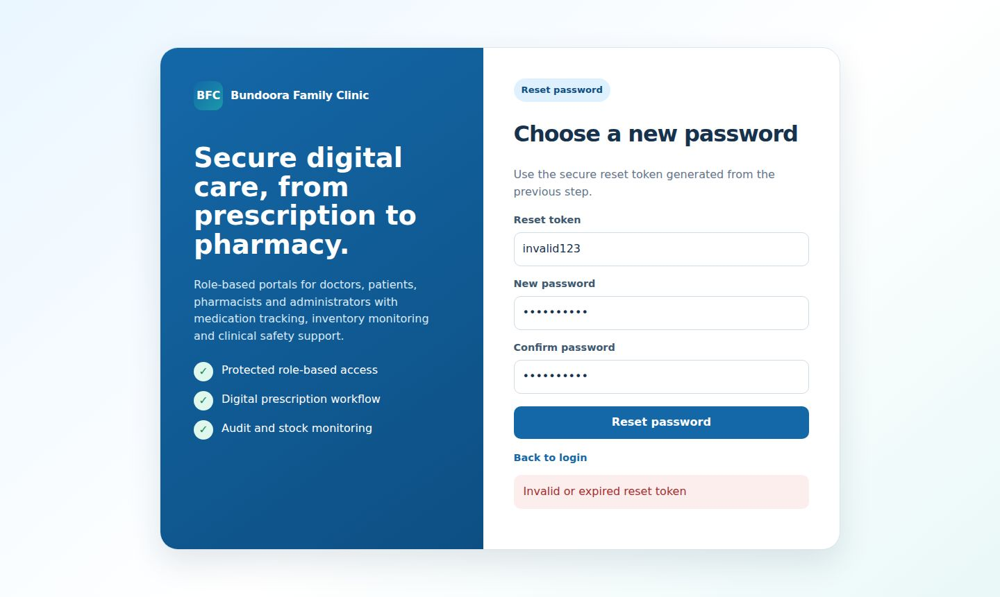 BFC Bundoora Family Clinic
Secure digital
care, from
prescription to
pharmacy.
Role-based portals for doctors, patients,
pharmacists and administrators with
medication tracking, inventory monitoring
and clinical safety support.
✓ Protected role-based access
✓ Digital prescription workflow
✓ Audit and stock monitoring
Reset password
Choose a new password
Use the secure reset token generated from the
previous step.
Reset token
invalid123
New password
••••••••••
Confirm password
••••••••••
Reset password
Back to login
Invalid or expired reset token